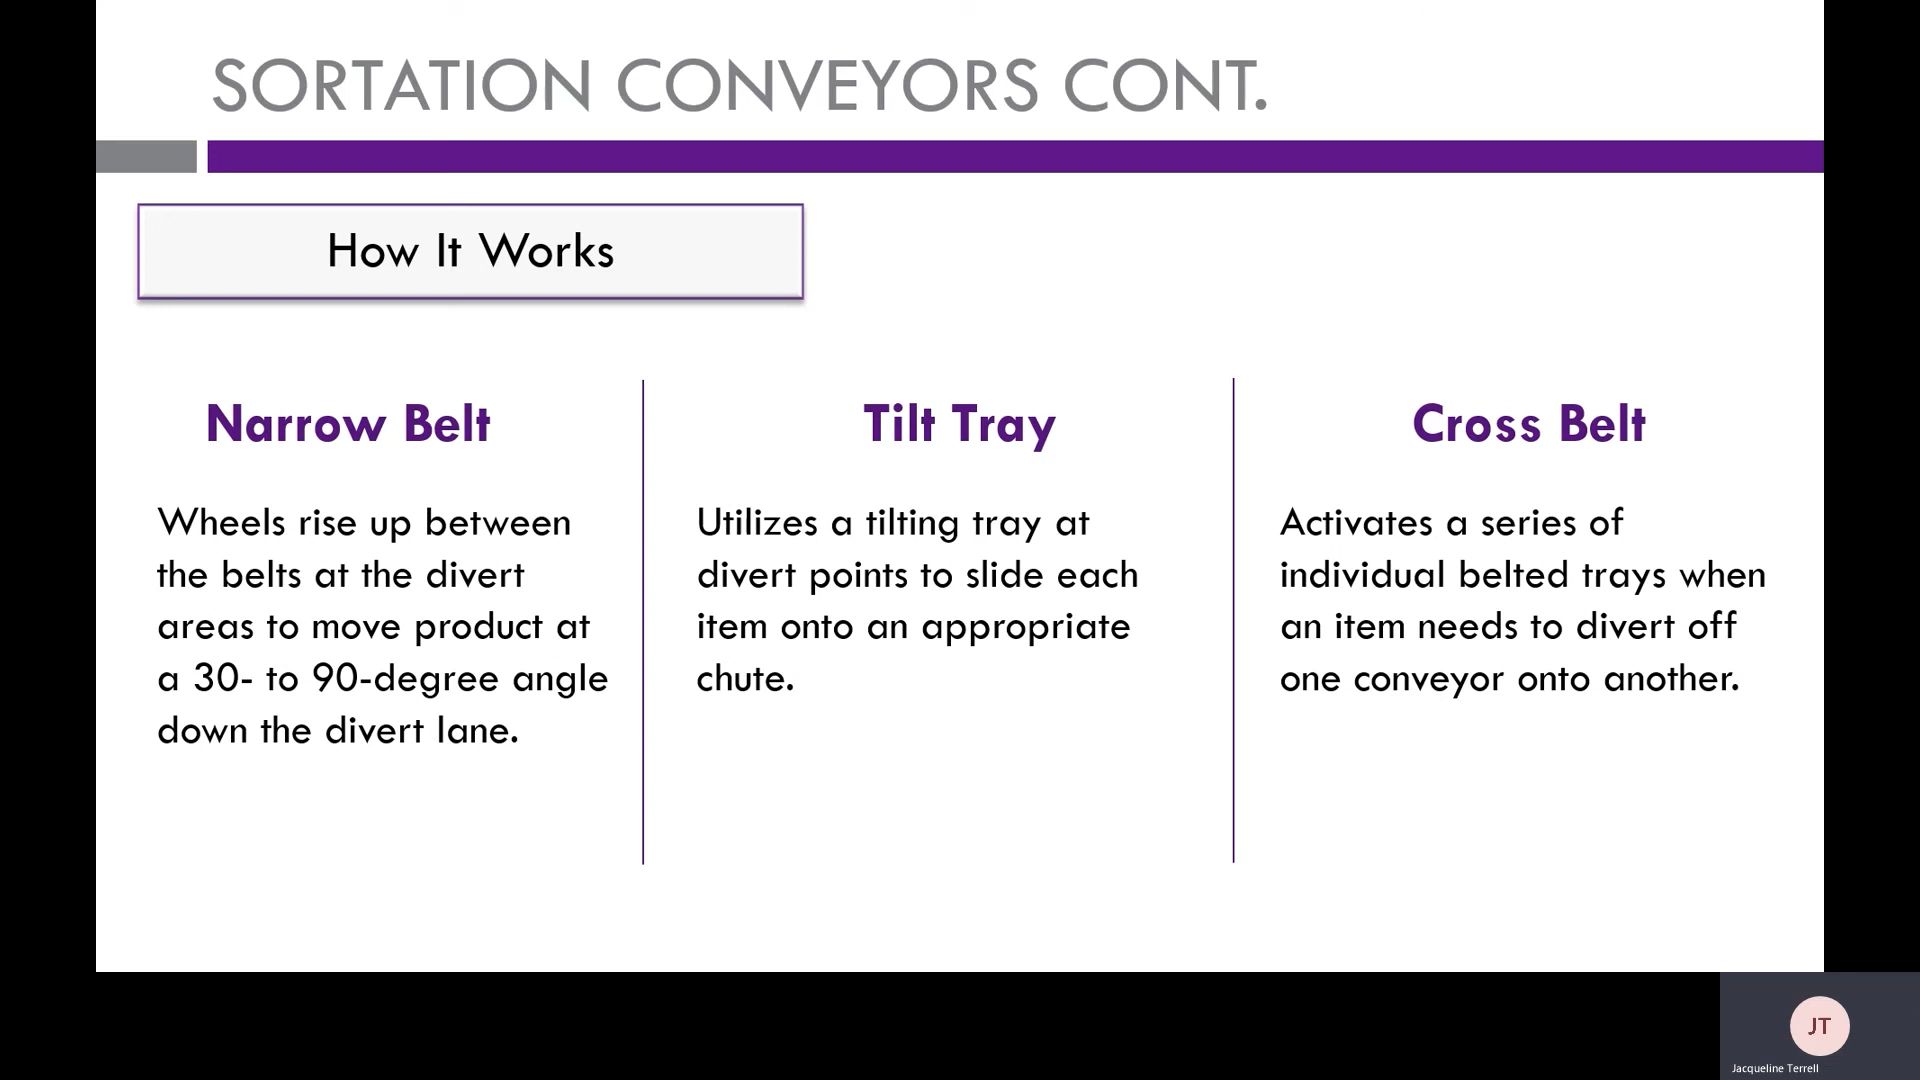 SORTATION CONVEYORS CONT.
How It Works
Narrow Belt
Wheels rise up between
the belts at the divert
areas to move product at
a 30- to 90-degree angle
down the divert lane.
Tilt Tray
Utilizes a tilting tray at
divert points to slide each
item onto an appropriate
chute.
Cross Belt
Activates a series of
individual belted trays when
an item needs to divert off
one conveyor onto another.
JT
Jacqueline Terrell